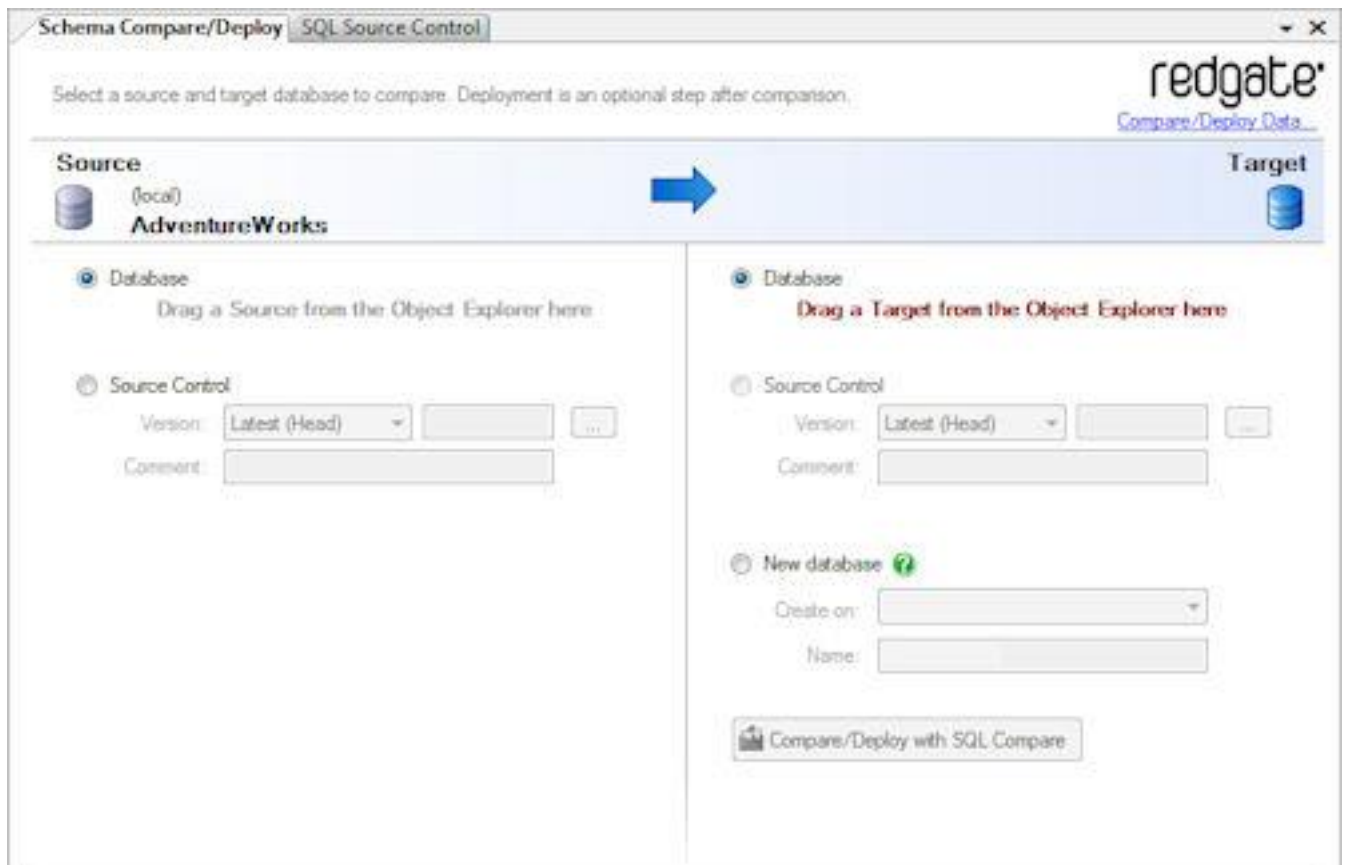 Schema Compare/Deploy SQL Source Control
redgate
Select a source and target database to compare. Deployment is an optional step after comparison.
Compare/Deploy Data...
Source
Target
(local)
AdventureWorks
Database
Drag a Source from the Object Explorer here
Source Control
Version: Latest (Head) ...
Comment:
Database
Drag a Target from the Object Explorer here
Source Control
Version: Latest (Head) ...
Comment:
New database ?
Create on:
Name:
Compare/Deploy with SQL Compare